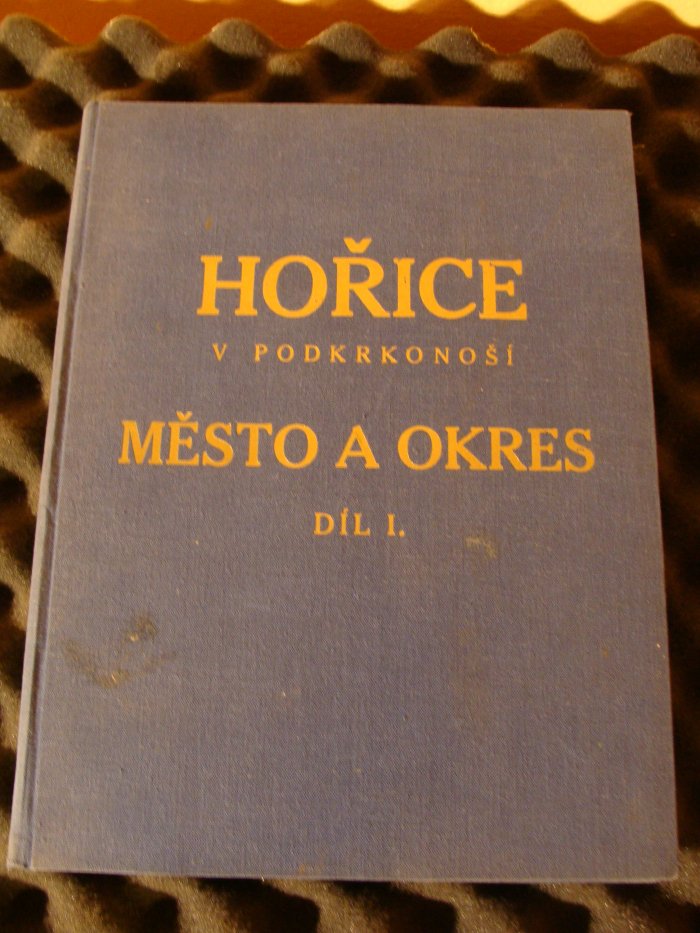 HOŘICE
V PODKRKONOŠÍ
MĚSTO A OKRES
DÍL I.